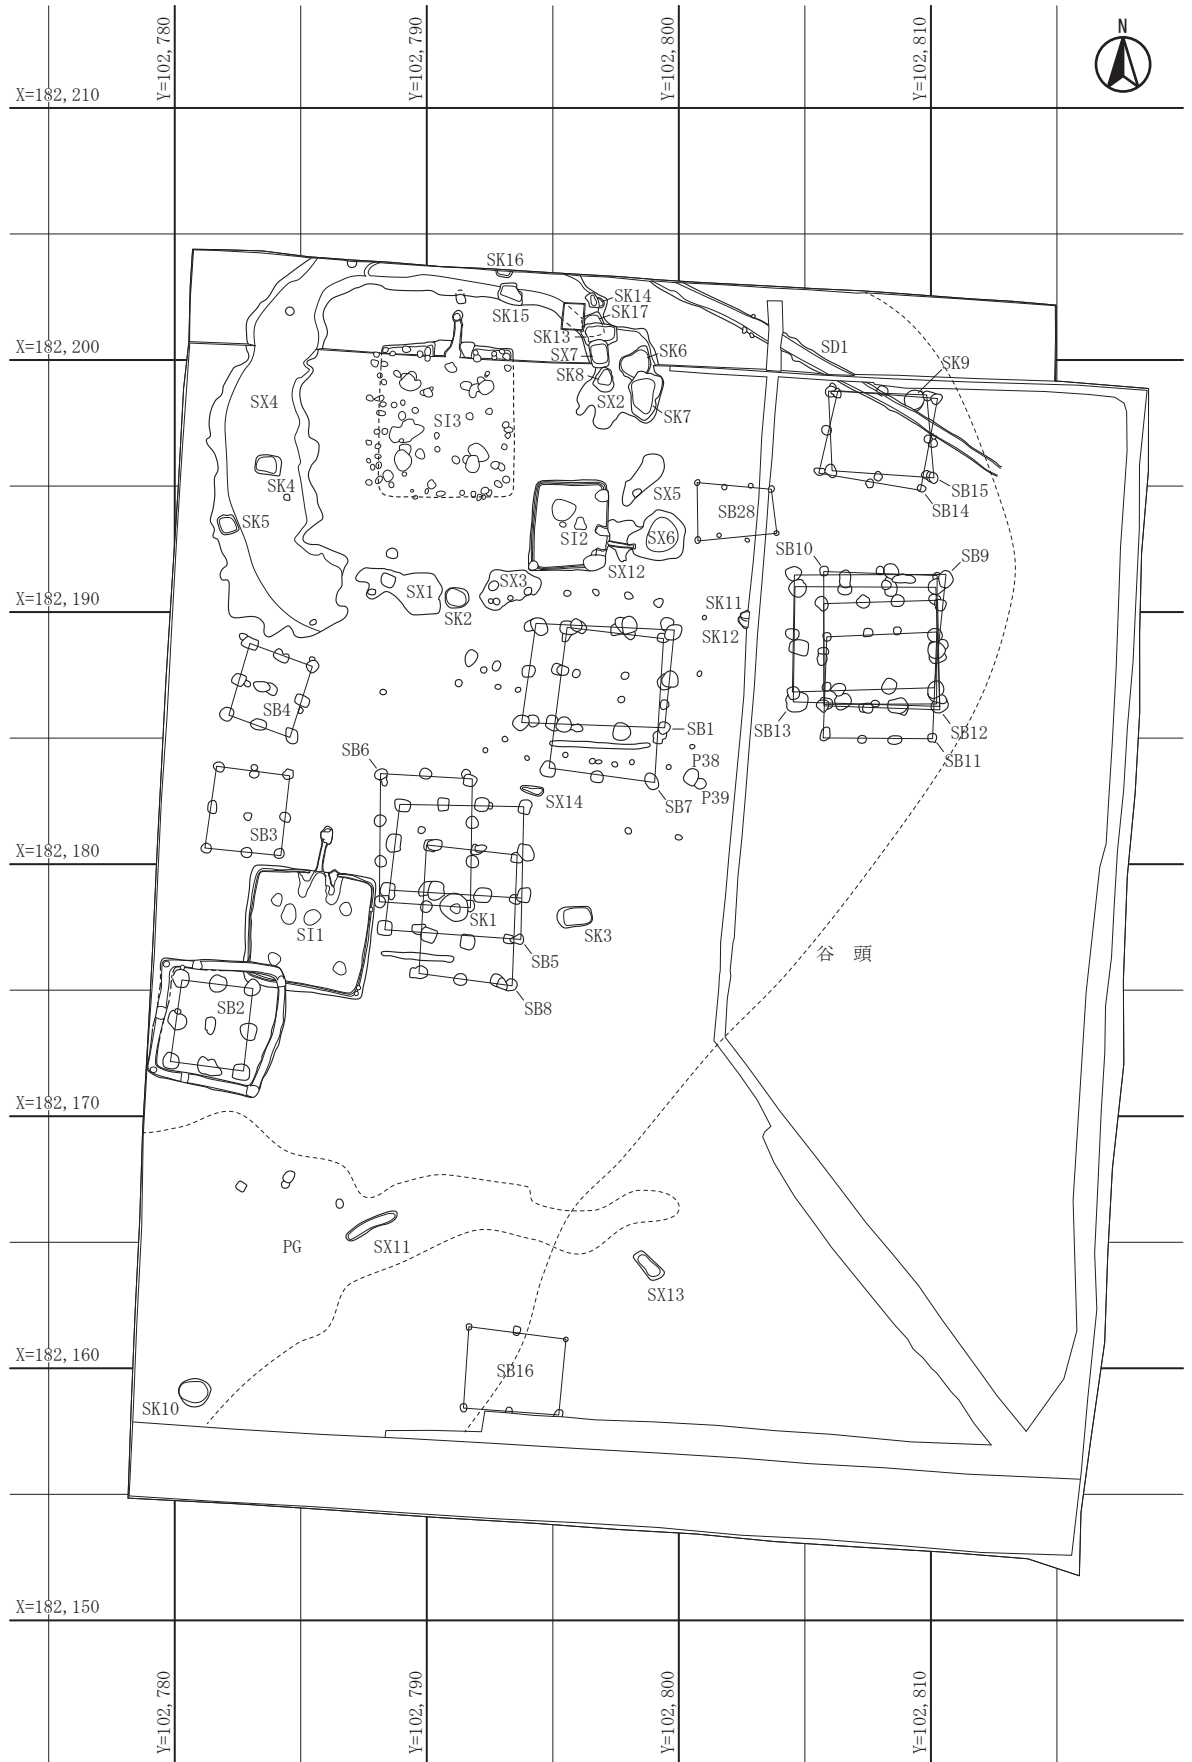 N
Y=102,780
Y=102,790
Y=102,800
Y=102,810
X=182,210
SK16
SK14
SK15
SK17
SK13
SX7
SK6
SD1
SK9
X=182,200
SK8
SX4
SX2
SI3
SK7
SK4
SX5
SB15
SB14
SK5
SB28
SI2
SX6
SB10
SB9
SX12
SX1
SX3
X=182,190
SK2
SK11
SK12
SB4
SB1
SB13
SB12
SB6
P38
SB11
SX14
P39
SB7
SB3
X=182,180
SK1
SI1
SK3
SB5
谷 頭
SB2
SB8
X=182,170
PG
SX11
SX13
X=182,160
SB16
SK10
X=182,150
Y=102,780
Y=102,790
Y=102,800
Y=102,810